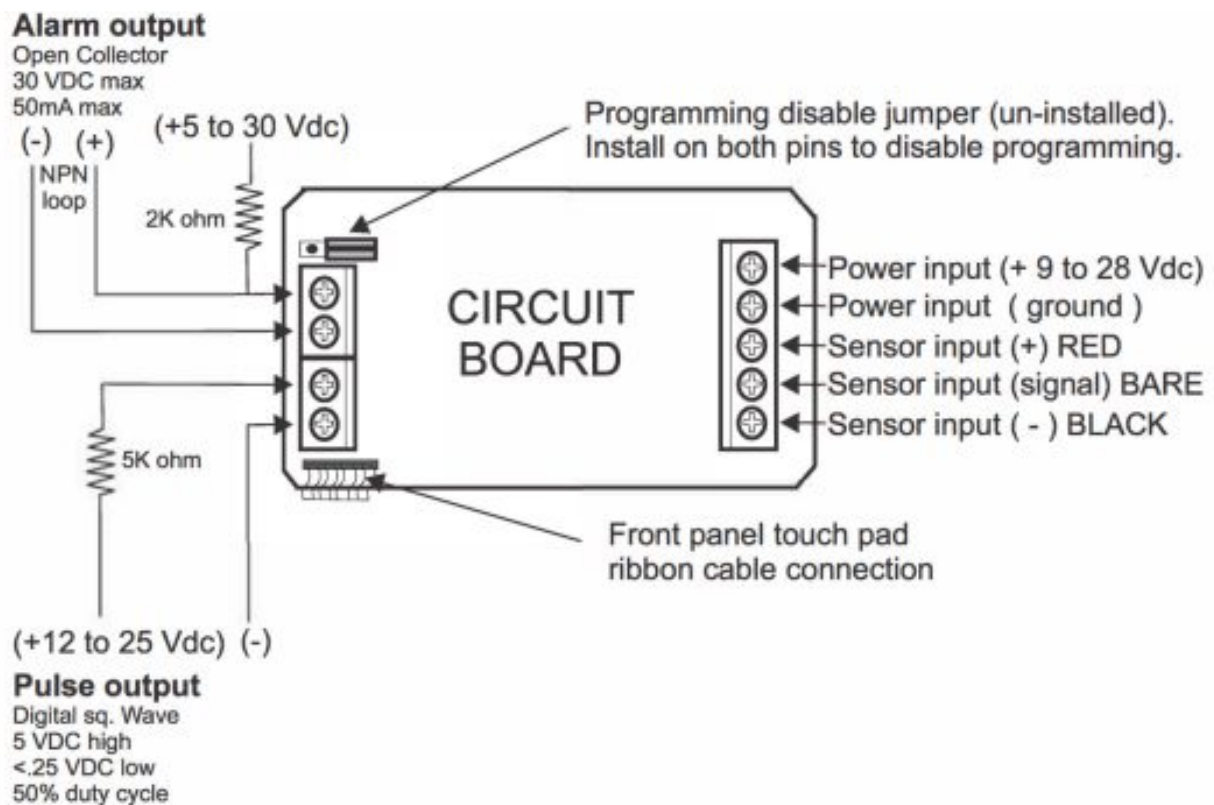 Alarm output
Open Collector
30 VDC max
50mA max
(-) (+)
NPN
loop
(+5 to 30 Vdc)
2K ohm
Programming disable jumper (un-installed).
Install on both pins to disable programming.
CIRCUIT
BOARD
Power input (+ 9 to 28 Vdc)
Power input ( ground )
Sensor input (+) RED
Sensor input (signal) BARE
Sensor input ( - ) BLACK
5K ohm
Front panel touch pad
ribbon cable connection
(+12 to 25 Vdc) (-)
Pulse output
Digital sq. Wave
5 VDC high
<.25 VDC low
50% duty cycle